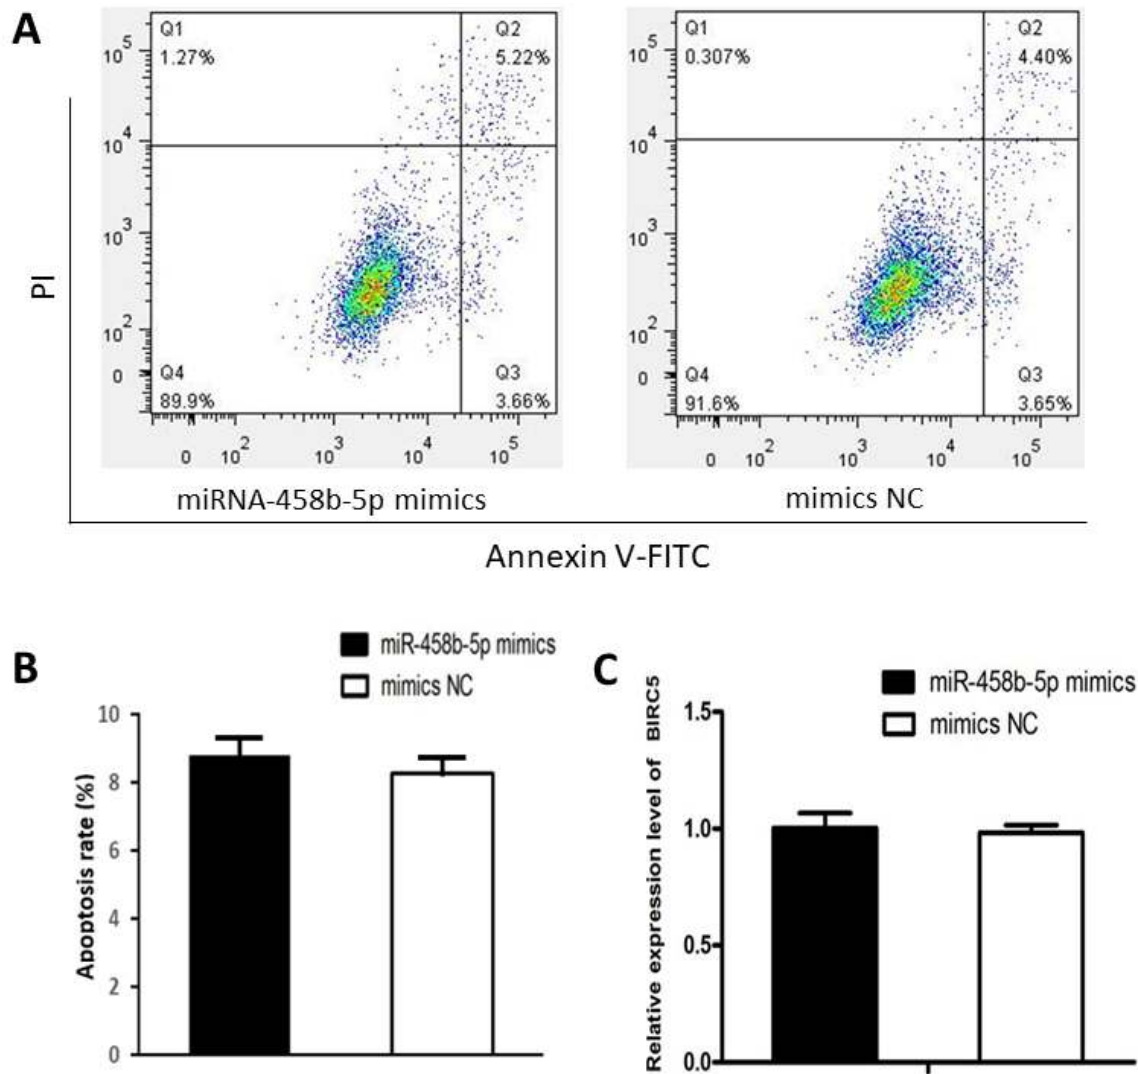 A
Q1
1.27%
Q2
5.22%
Q4
89.9%
Q3
3.66%
10^5
10^4
10^3
10^2
0
0 10^2 10^3 10^4 10^5
miRNA-458b-5p mimics
Q1
0.307%
Q2
4.40%
Q4
91.6%
Q3
3.65%
10^5
10^4
10^3
10^2
0
0 10^2 10^3 10^4 10^5
mimics NC
PI
Annexin V-FITC
B
miR-458b-5p mimics
mimics NC
Apoptosis rate (%)
10
8
6
4
2
0
C
miR-458b-5p mimics
mimics NC
Relative expression level of BIRC5
1.5
1.0
0.5
0.0